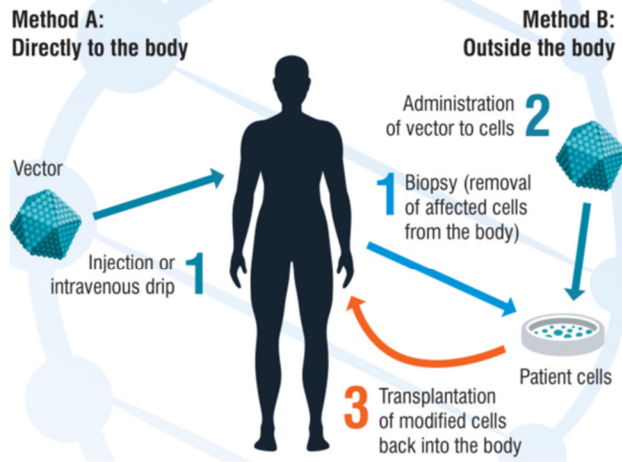 Method A:
Directly to the body
Vector
Injection or
intravenous drip
1
Method B:
Outside the body
Administration
of vector to cells
2
1
Biopsy (removal
of affected cells
from the body)
Patient cells
3
Transplantation
of modified cells
back into the body